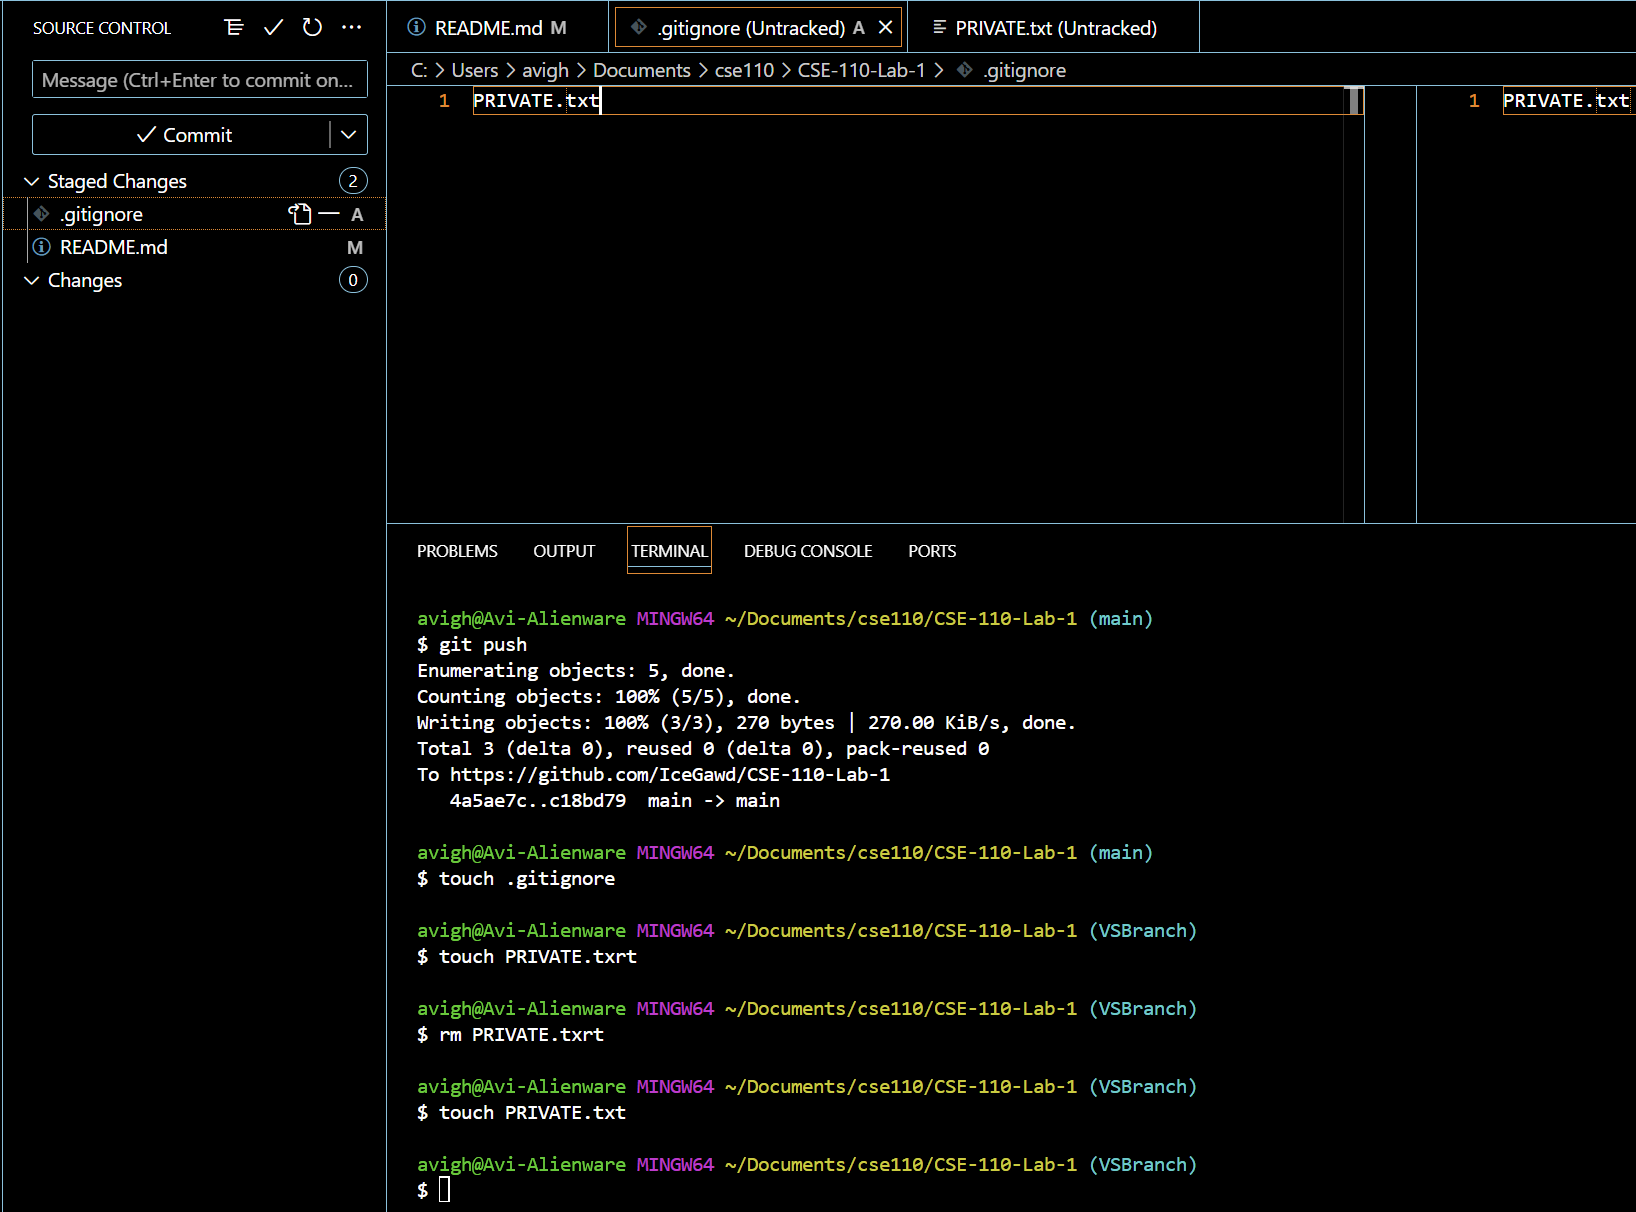 SOURCE CONTROL
Message (Ctrl+Enter to commit on...
Commit
Staged Changes 2
.gitignore A
README.md M
Changes 0
README.md M
.gitignore (Untracked) A
PRIVATE.txt (Untracked)
C: > Users > avigh > Documents > cse110 > CSE-110-Lab-1 > .gitignore
1 PRIVATE.txt
1 PRIVATE.txt
PROBLEMS OUTPUT TERMINAL DEBUG CONSOLE PORTS
avigh@Avi-Alienware MINGW64 ~/Documents/cse110/CSE-110-Lab-1 (main)
$ git push
Enumerating objects: 5, done.
Counting objects: 100% (5/5), done.
Writing objects: 100% (3/3), 270 bytes | 270.00 KiB/s, done.
Total 3 (delta 0), reused 0 (delta 0), pack-reused 0
To https://github.com/IceGawd/CSE-110-Lab-1
4a5ae7c..c18bd79  main -> main
avigh@Avi-Alienware MINGW64 ~/Documents/cse110/CSE-110-Lab-1 (main)
$ touch .gitignore
avigh@Avi-Alienware MINGW64 ~/Documents/cse110/CSE-110-Lab-1 (VSBranch)
$ touch PRIVATE.txrt
avigh@Avi-Alienware MINGW64 ~/Documents/cse110/CSE-110-Lab-1 (VSBranch)
$ rm PRIVATE.txrt
avigh@Avi-Alienware MINGW64 ~/Documents/cse110/CSE-110-Lab-1 (VSBranch)
$ touch PRIVATE.txt
avigh@Avi-Alienware MINGW64 ~/Documents/cse110/CSE-110-Lab-1 (VSBranch)
$